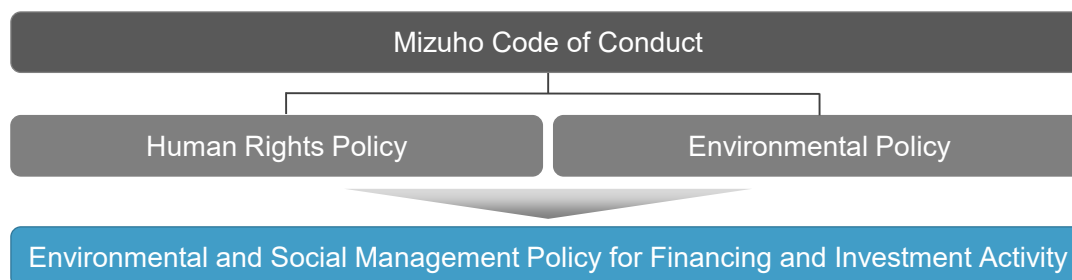 Mizuho Code of Conduct
Human Rights Policy
Environmental Policy
Environmental and Social Management Policy for Financing and Investment Activity